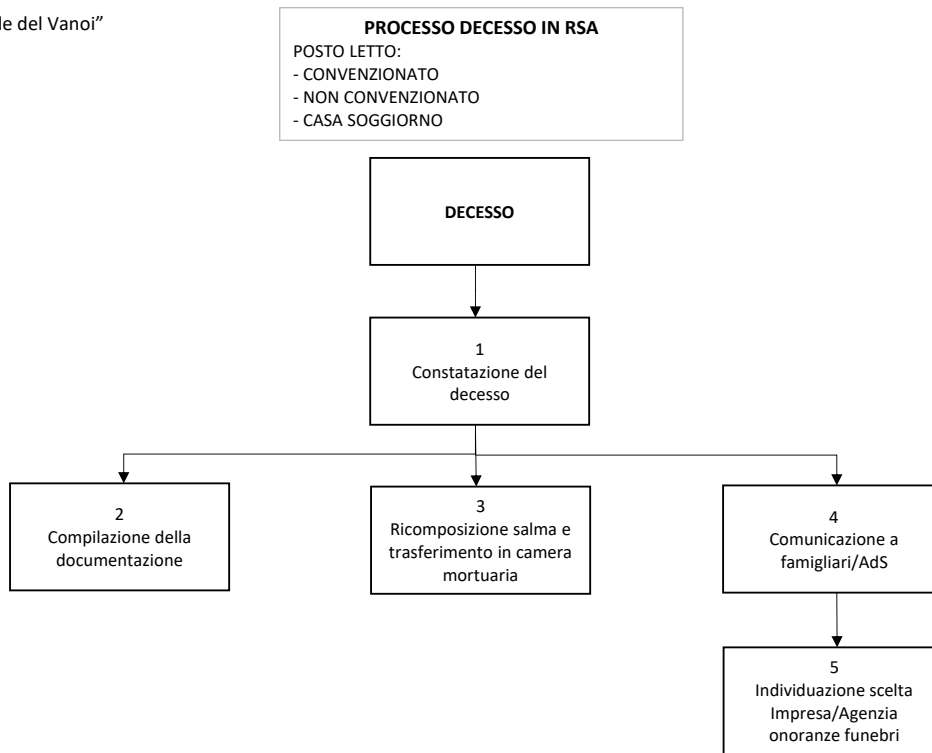 le del Vanoi”
PROCESSO DECESSO IN RSA
POSTO LETTO:
- CONVENZIONATO
- NON CONVENZIONATO
- CASA SOGGIORNO
DECESSO
1
Constatazione del
decesso
2
Compilazione della
documentazione
3
Ricomposizione salma e
trasferimento in camera
mortuaria
4
Comunicazione a
famigliari/AdS
5
Individuazione scelta
Impresa/Agenzia
onoranze funebri